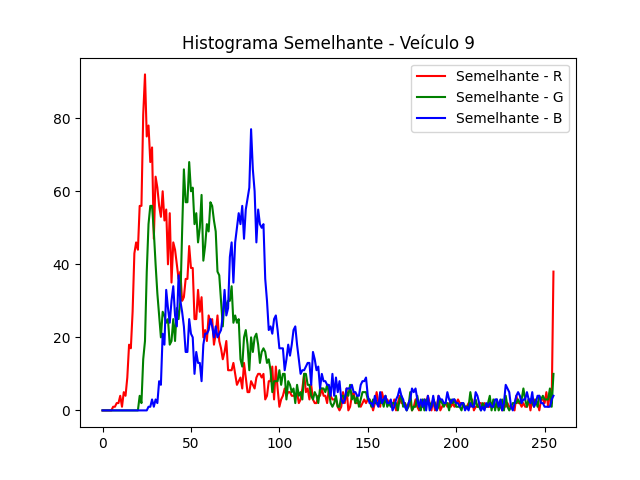 Histograma Semelhante - Veículo 9
Semelhante - R
Semelhante - G
Semelhante - B
80
60
40
20
0
0 50 100 150 200 250